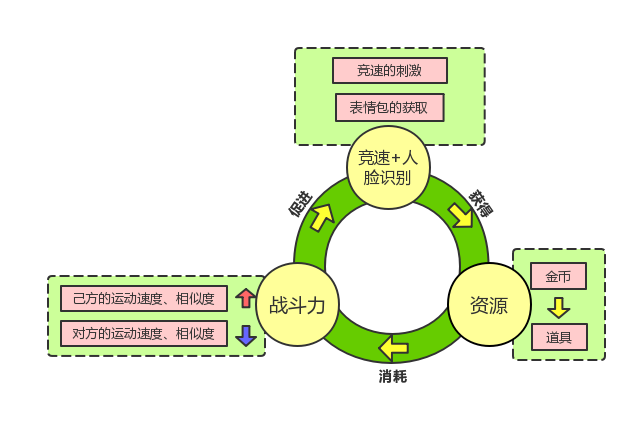 竞速的刺激
表情包的获取
竞速+人
脸识别
促进
获得
金币
道具
资源
战斗力
己方的运动速度、相似度
对方的运动速度、相似度
消耗